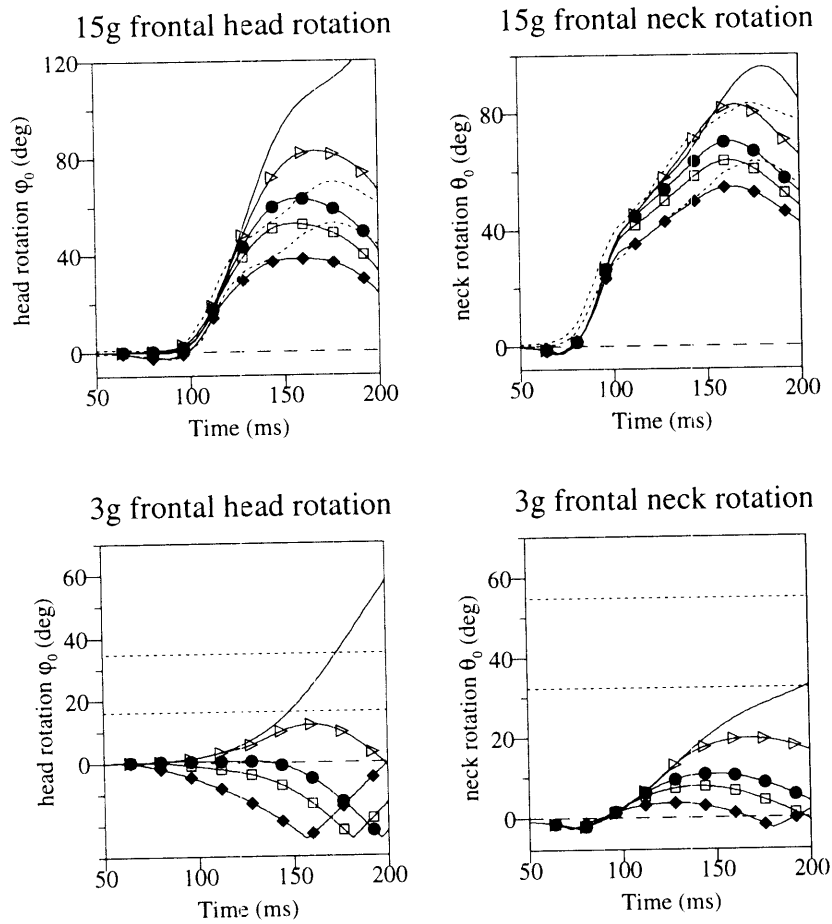 15g frontal head rotation
120
80
40
0
head rotation φ₀ (deg)
50 100 150 200
Time (ms)
15g frontal neck rotation
80
40
0
neck rotation θ₀ (deg)
50 100 150 200
Time (ms)
3g frontal head rotation
60
40
20
0
head rotation φ₀ (deg)
50 100 150 200
Time (ms)
3g frontal neck rotation
60
40
20
0
neck rotation θ₀ (deg)
50 100 150 200
Time (ms)